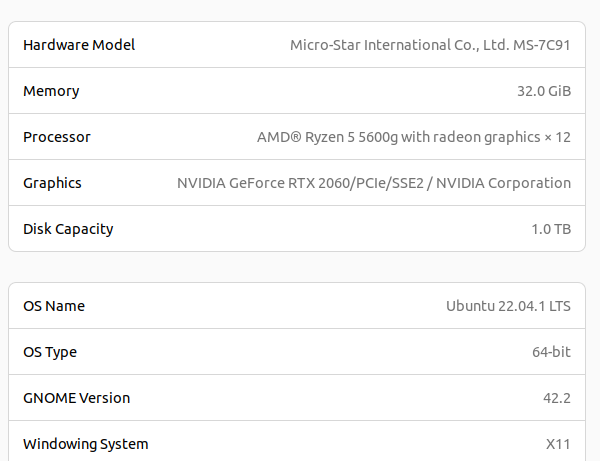 Hardware Model Micro-Star International Co., Ltd. MS-7C91
Memory 32.0 GiB
Processor AMD® Ryzen 5 5600g with radeon graphics × 12
Graphics NVIDIA GeForce RTX 2060/PCIe/SSE2 / NVIDIA Corporation
Disk Capacity 1.0 TB
OS Name Ubuntu 22.04.1 LTS
OS Type 64-bit
GNOME Version 42.2
Windowing System X11